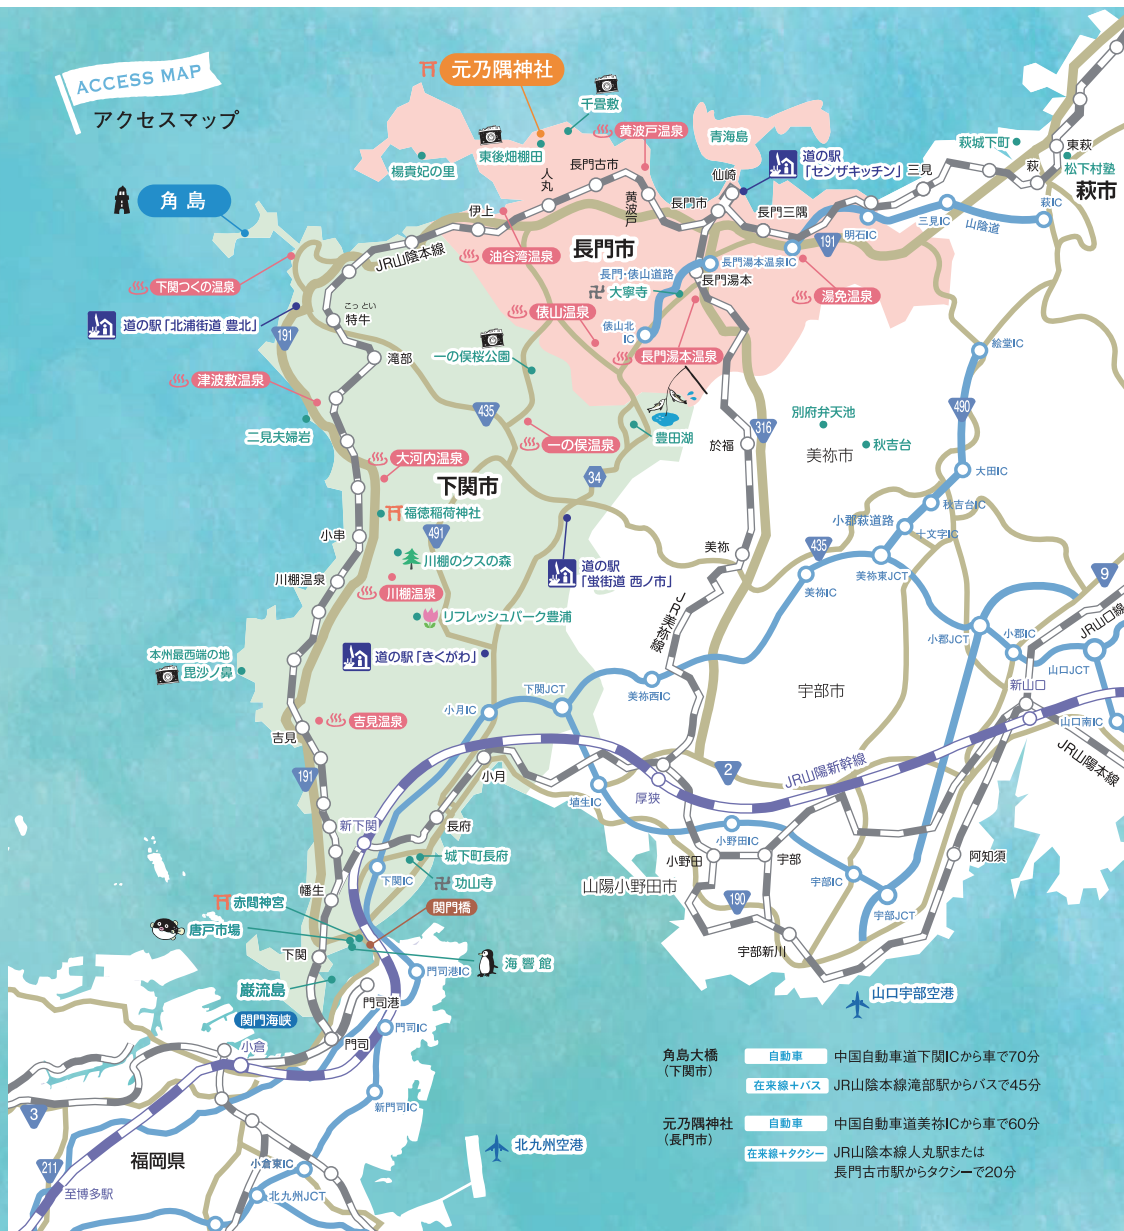 ACCESS MAP
アクセスマップ
元乃隅神社
千畳敷
黄波戸温泉
青海島
東後畑棚田
楊貴妃の里
長門古市
人丸
黄波戸
仙崎
道の駅
「センザキッチン」
三見
萩城下町
東萩
萩
松下村塾
萩市
萩IC
角島
伊上
長門市
長門三隅
191
明石IC
三見IC
山陰道
JR山陰本線
油谷湾温泉
長門市
長門・俵山道路
長門湯本温泉IC
長門湯本
大寧寺
湯免温泉
下関つくの温泉
こっとい
特牛
道の駅「北浦街道 豊北」
191
俵山温泉
俵山北
IC
長門湯本温泉
絵堂IC
滝部
一の俣桜公園
津波敷温泉
435
490
二見夫婦岩
一の俣温泉
豊田湖
316
於福
別府弁天池
秋吉台
美祢市
大河内温泉
下関市
34
大田IC
秋吉台IC
小郡萩道路
十文字IC
福徳稲荷神社
小串
491
川棚のクスの森
美祢
435
美祢東JCT
道の駅
「蛍街道 西ノ市」
川棚温泉
川棚温泉
美祢IC
9
リフレッシュパーク豊浦
JR美祢線
小郡JCT
小郡IC
JR山口線
本州最西端の地
毘沙ノ鼻
道の駅「きくがわ」
山口JCT
下関JCT
美祢西IC
宇部市
新山口
小月IC
吉見温泉
吉見
山口南IC
JR山陽本線
191
小月
2
JR山陽新幹線
厚狭
埴生IC
新下関
長府
小野田IC
城下町長府
小野田
宇部
阿知須
下関IC
功山寺
山陽小野田市
宇部IC
幡生
赤間神宮
関門橋
190
宇部JCT
唐戸市場
宇部新川
下関
海響館
門司港IC
巌流島
山口宇部空港
門司港
関門海峡
門司IC
小倉
門司
角島大橋
(下関市)
自動車
中国自動車道下関ICから車で70分
在来線+バス
JR山陰本線滝部駅からバスで45分
3
新門司IC
元乃隅神社
(長門市)
自動車
中国自動車道美祢ICから車で60分
在来線+タクシー
JR山陰本線人丸駅または
長門古市駅からタクシーで20分
北九州空港
福岡県
211
小倉東IC
至博多駅
北九州JCT